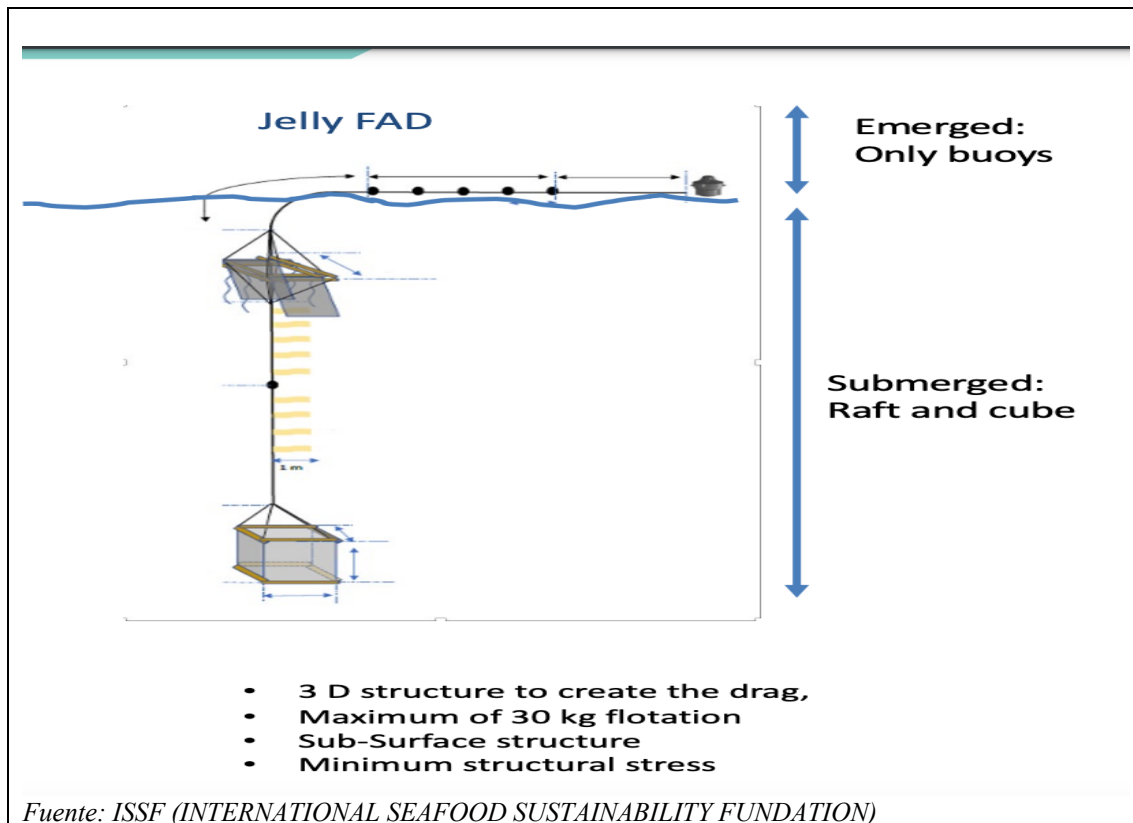 Jelly FAD
Emerged:
Only buoys
Submerged:
Raft and cube
1 m
• 3 D structure to create the drag,
• Maximum of 30 kg flotation
• Sub-Surface structure
• Minimum structural stress
Fuente: ISSF (INTERNATIONAL SEAFOOD SUSTAINABILITY FUNDATION)